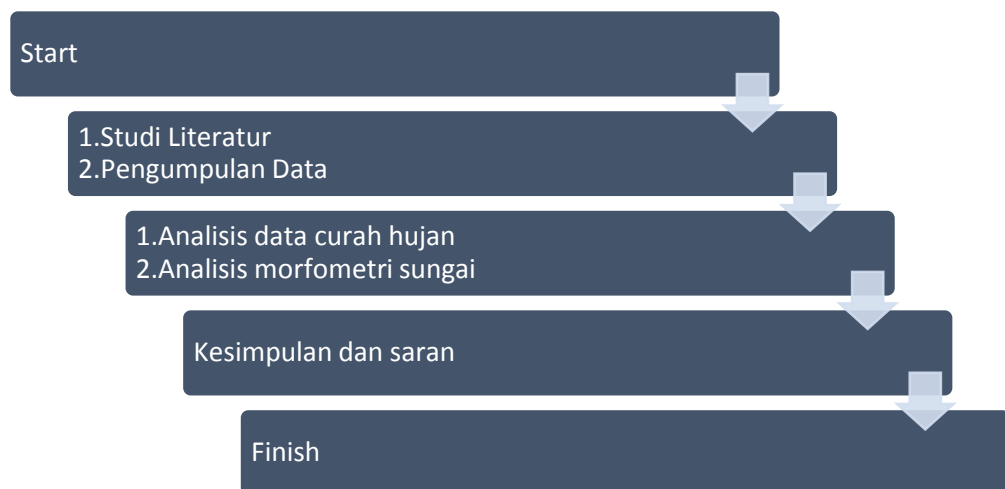 Start
1.Studi Literatur
2.Pengumpulan Data
1.Analisis data curah hujan
2.Analisis morfometri sungai
Kesimpulan dan saran
Finish